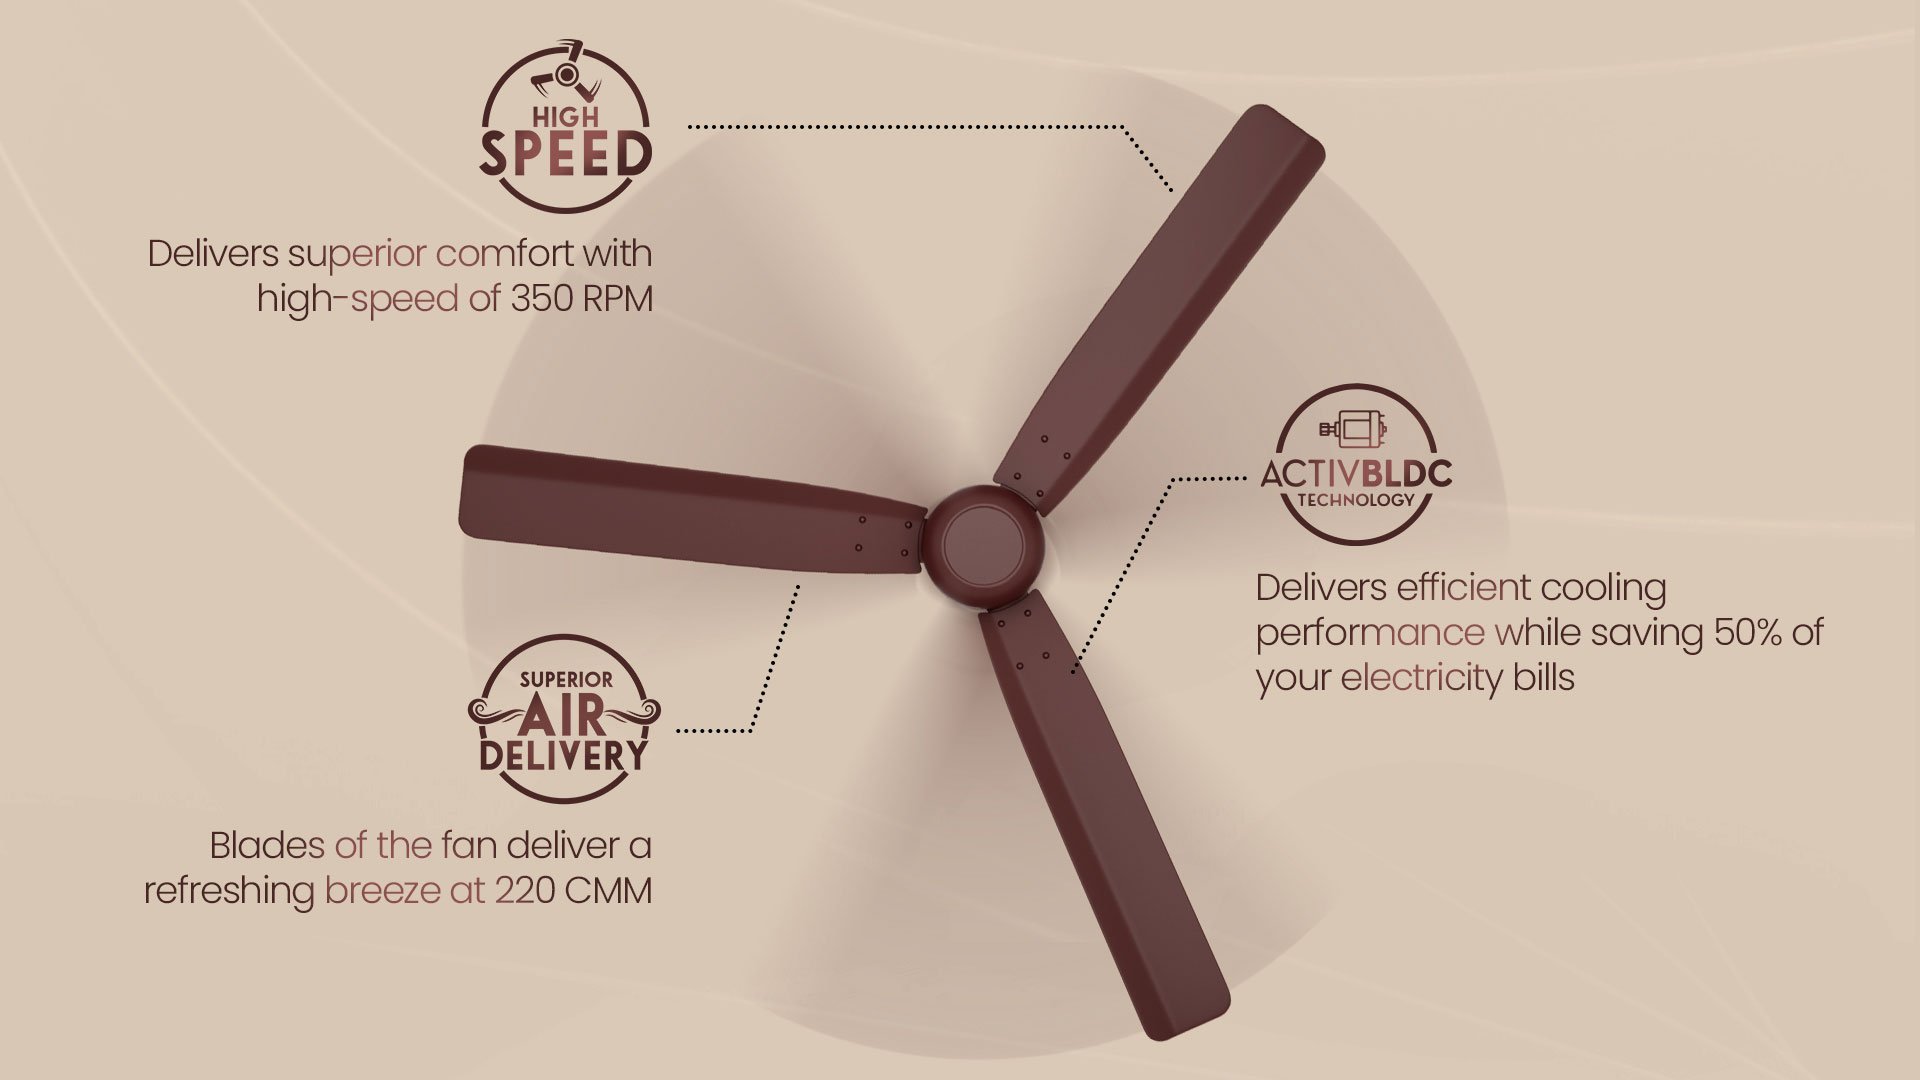 HIGH
SPEED
Delivers superior comfort with
high-speed of 350 RPM
ACTIVBLDC
TECHNOLOGY
Delivers efficient cooling
performance while saving 50% of
your electricity bills
SUPERIOR
AIR
DELIVERY
Blades of the fan deliver a
refreshing breeze at 220 CMM